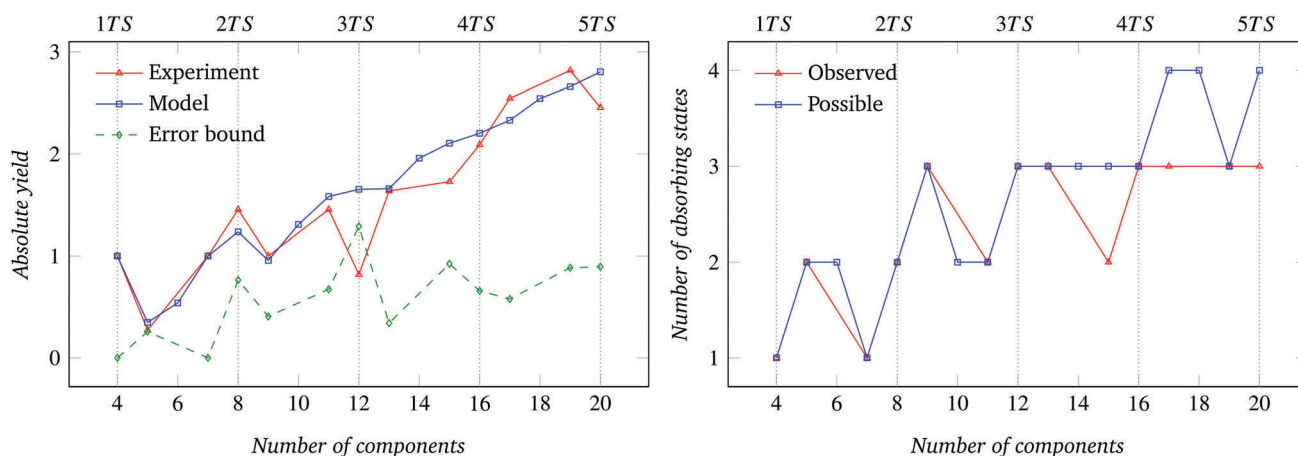 1TS 2TS 3TS 4TS 5TS
3
2
1
0
Absolute yield
Experiment
Model
Error bound
4 6 8 10 12 14 16 18 20
Number of components
1TS 2TS 3TS 4TS 5TS
4
3
2
1
Number of absorbing states
Observed
Possible
4 6 8 10 12 14 16 18 20
Number of components